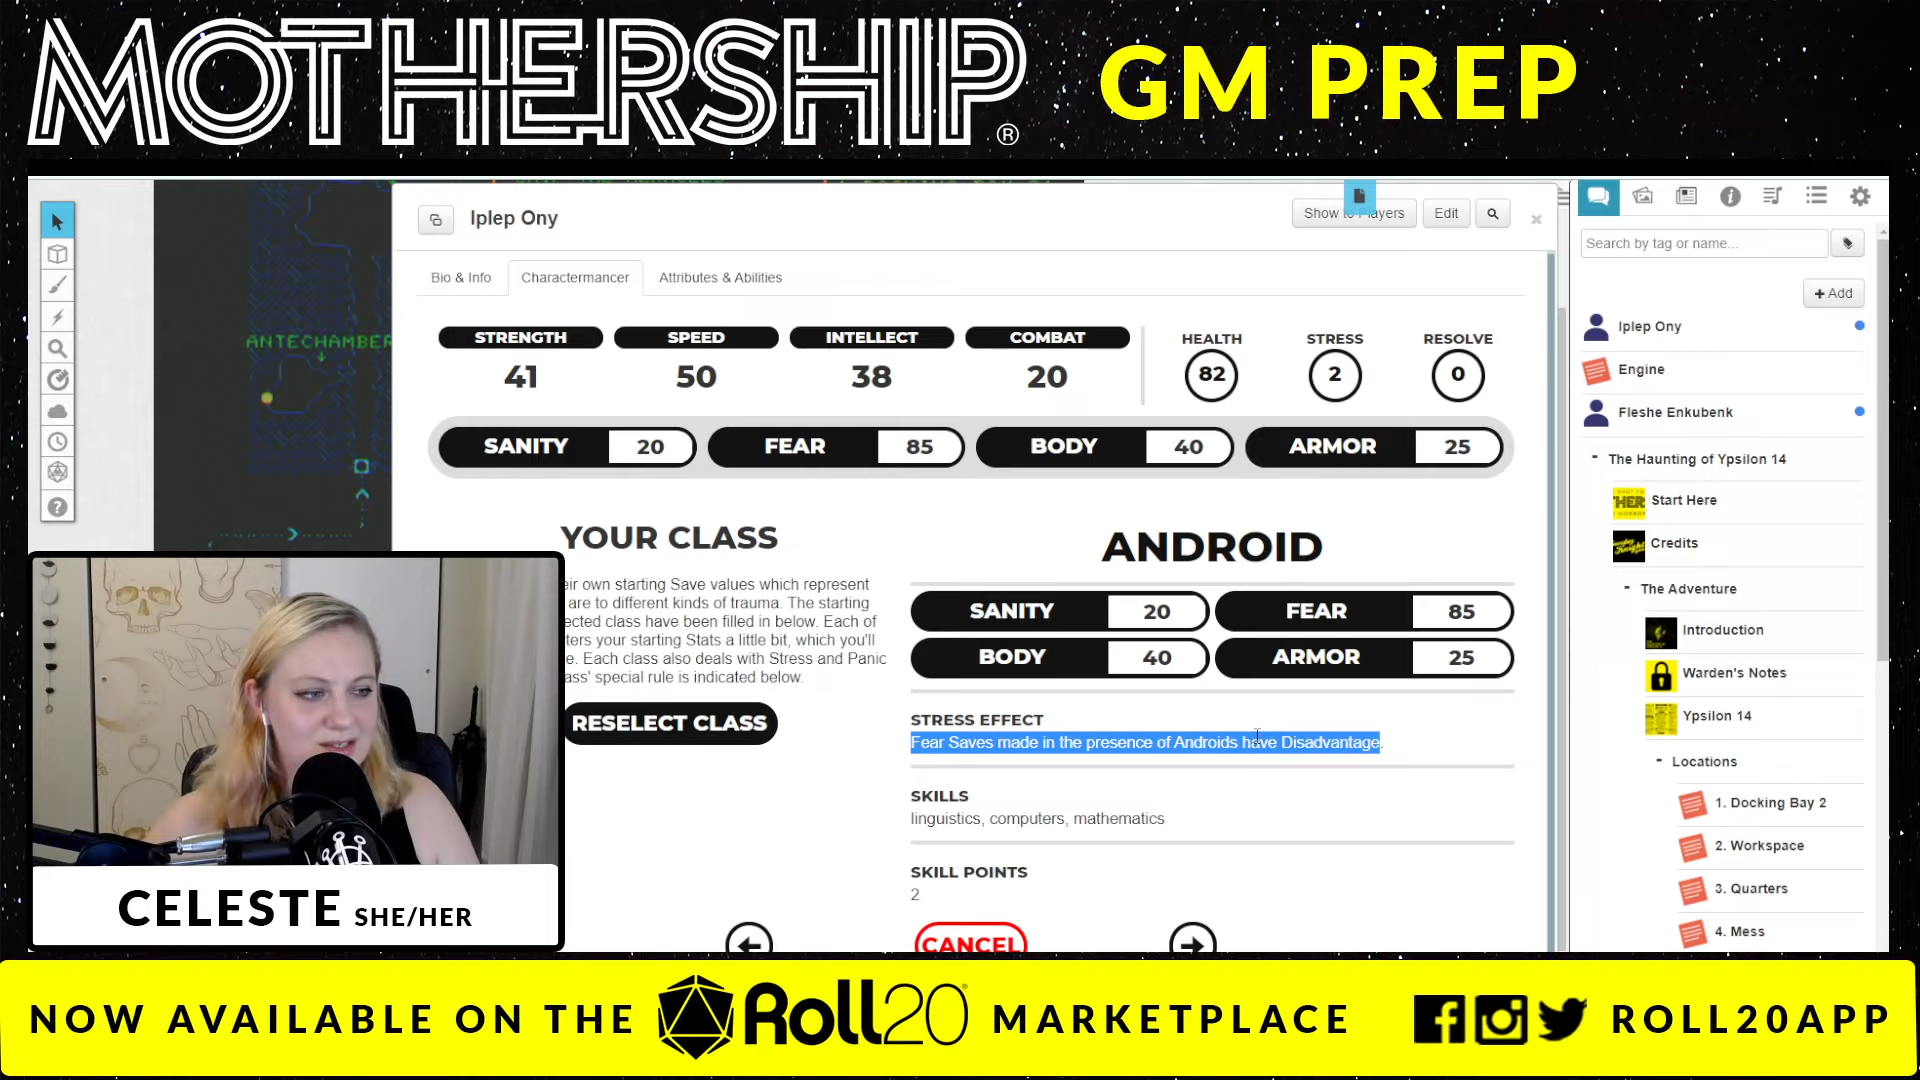 MOTHERSHIP®
GM PREP
Iplep Ony
Show to Players
Edit
Bio & Info
Charactermancer
Attributes & Abilities
STRENGTH
SPEED
INTELLECT
COMBAT
HEALTH
STRESS
RESOLVE
41
50
38
20
82
2
0
SANITY 20
FEAR 85
BODY 40
ARMOR 25
ANTECHAMBER
YOUR CLASS
eir own starting Save values which represent
are to different kinds of trauma. The starting
ected class have been filled in below. Each of
ters your starting Stats a little bit, which you'll
e. Each class also deals with Stress and Panic
ass' special rule is indicated below.
RESELECT CLASS
ANDROID
SANITY 20
FEAR 85
BODY 40
ARMOR 25
STRESS EFFECT
Fear Saves made in the presence of Androids have Disadvantage.
SKILLS
linguistics, computers, mathematics
SKILL POINTS
2
CANCEL
Search by tag or name...
+ Add
Iplep Ony
Engine
Fleshe Enkubenk
- The Haunting of Ypsilon 14
Start Here
Credits
- The Adventure
Introduction
Warden's Notes
Ypsilon 14
- Locations
1. Docking Bay 2
2. Workspace
3. Quarters
4. Mess
CELESTE SHE/HER
NOW AVAILABLE ON THE Roll20® MARKETPLACE
ROLL20APP